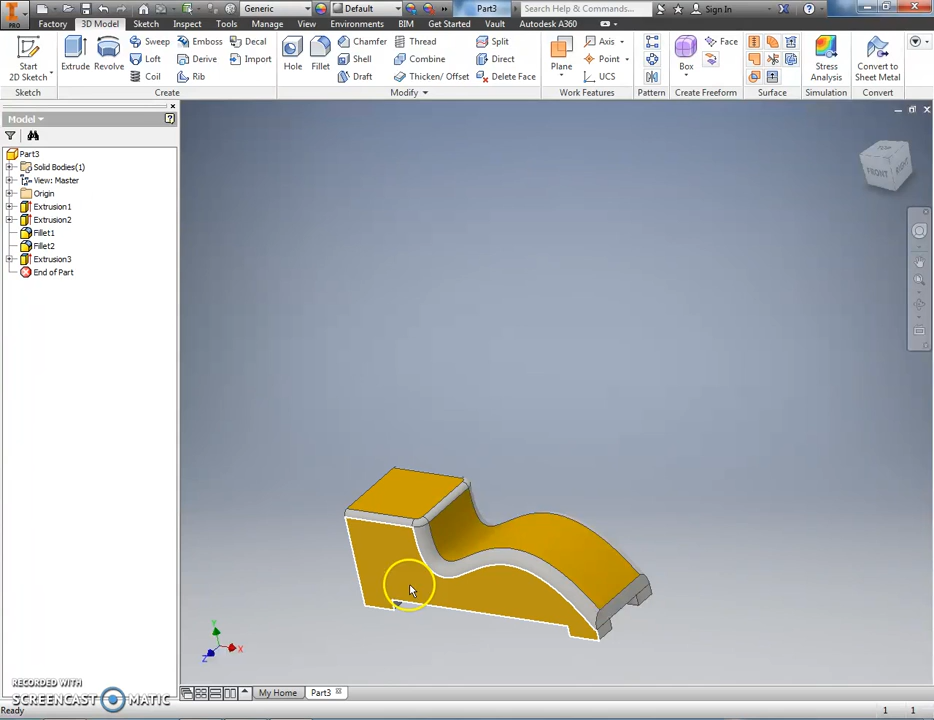 PRO
Generic
Default
Part3
Search Help & Commands...
Sign In
Factory 3D Model Sketch Inspect Tools Manage Environments BIM Get Started Vault Autodesk A360
Start
2D Sketch
Extrude
Revolve
Sweep
Loft
Coil
Emboss
Derive
Rib
Decal
Import
Hole
Fillet
Chamfer
Shell
Draft
Thread
Combine
Thicken/ Offset
Split
Direct
Delete Face
Plane
Axis
Point
UCS
Box
Face
Stress
Analysis
Convert to
Sheet Metal
Sketch Create Modify Work Features Pattern Create Freeform Surface Simulation Convert
Model
Part3
Solid Bodies(1)
View: Master
Origin
Extrusion1
Extrusion2
Fillet1
Fillet2
Extrusion3
End of Part
FRONT
RIGHT
Y
X
Z
My Home
Part3
RECORDED WITH
SCREENCAST MATIC
Ready
1 1